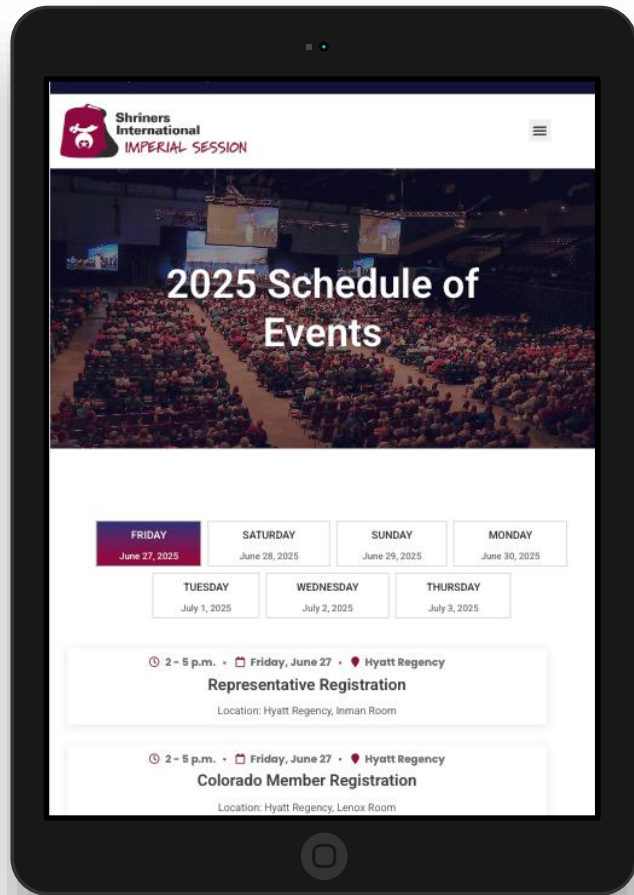 Shriners
International
IMPERIAL SESSION
2025 Schedule of
Events
FRIDAY
June 27, 2025
SATURDAY
June 28, 2025
SUNDAY
June 29, 2025
MONDAY
June 30, 2025
TUESDAY
July 1, 2025
WEDNESDAY
July 2, 2025
THURSDAY
July 3, 2025
2 - 5 p.m. • Friday, June 27 • Hyatt Regency
Representative Registration
Location: Hyatt Regency, Inman Room
2 - 5 p.m. • Friday, June 27 • Hyatt Regency
Colorado Member Registration
Location: Hyatt Regency, Lenox Room